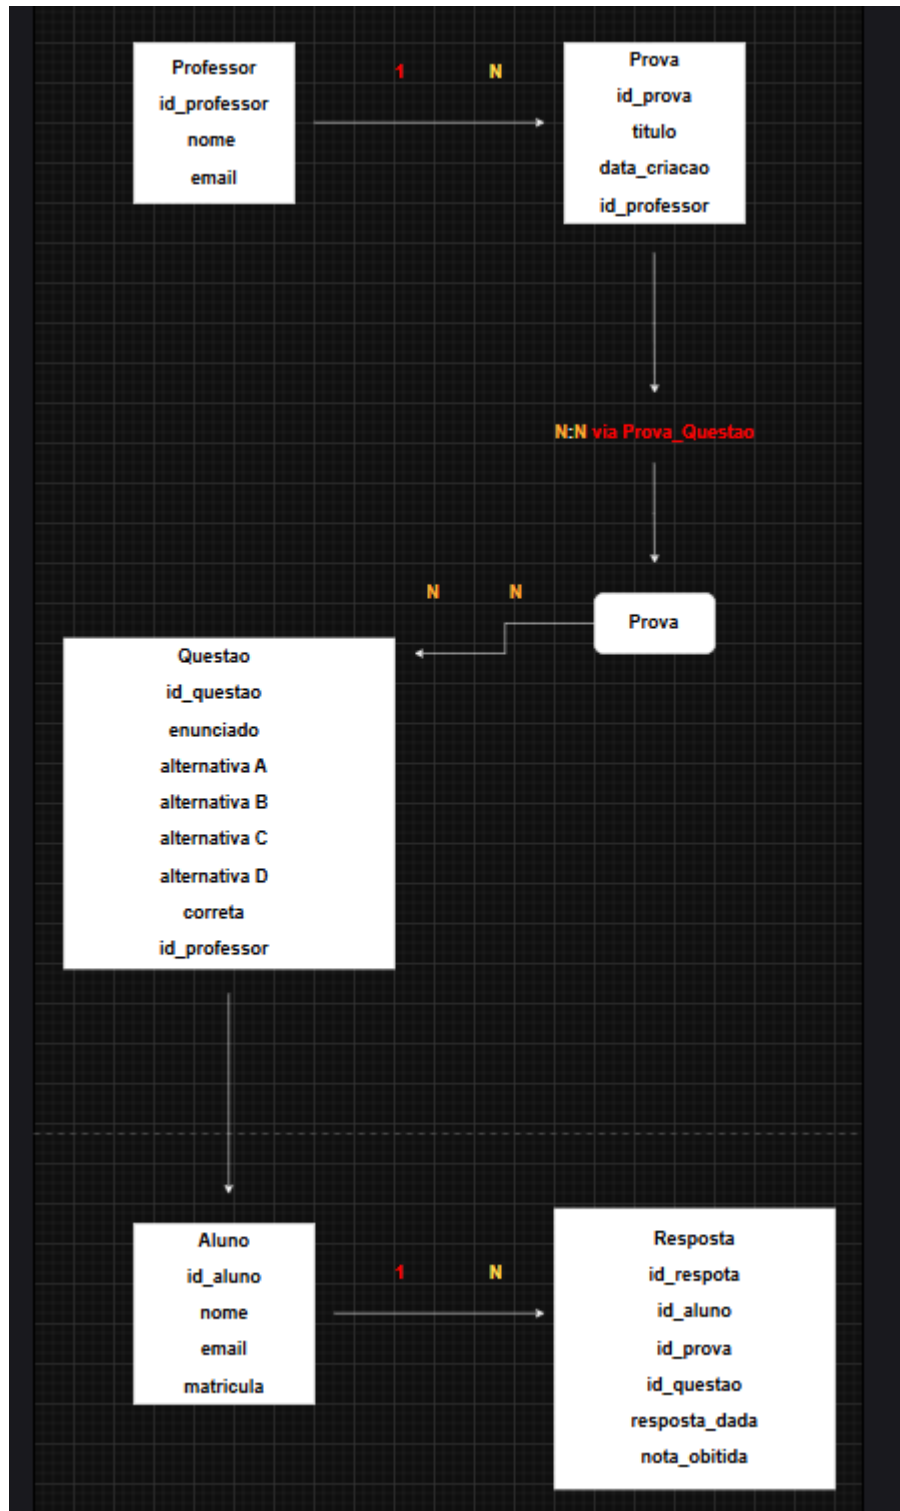 Professor
id_professor
nome
email
1
N
Prova
id_prova
titulo
data_criacao
id_professor
N:N via Prova_Questao
Prova
N
N
Questao
id_questao
enunciado
alternativa A
alternativa B
alternativa C
alternativa D
correta
id_professor
Aluno
id_aluno
nome
email
matricula
1
N
Resposta
id_respota
id_aluno
id_prova
id_questao
resposta_dada
nota_obitida